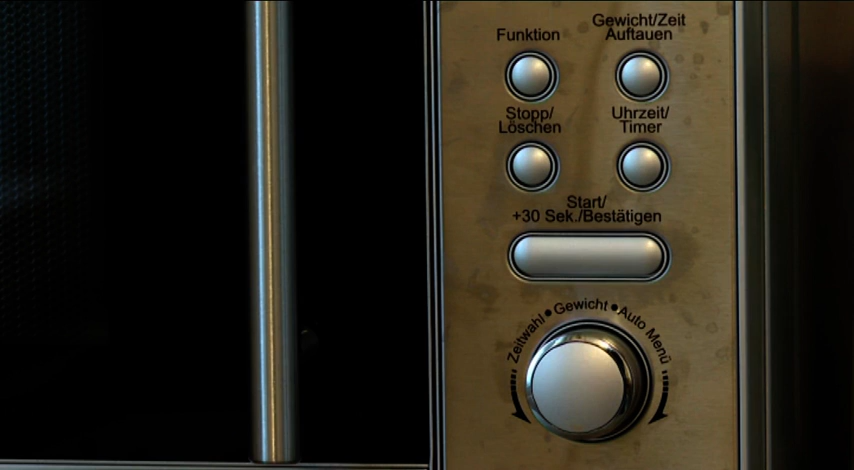 Funktion
Gewicht/Zeit
Auftauen
Stopp/
Löschen
Uhrzeit/
Timer
Start/
+30 Sek./Bestätigen
Zeitwahl•Gewicht•Auto Menü